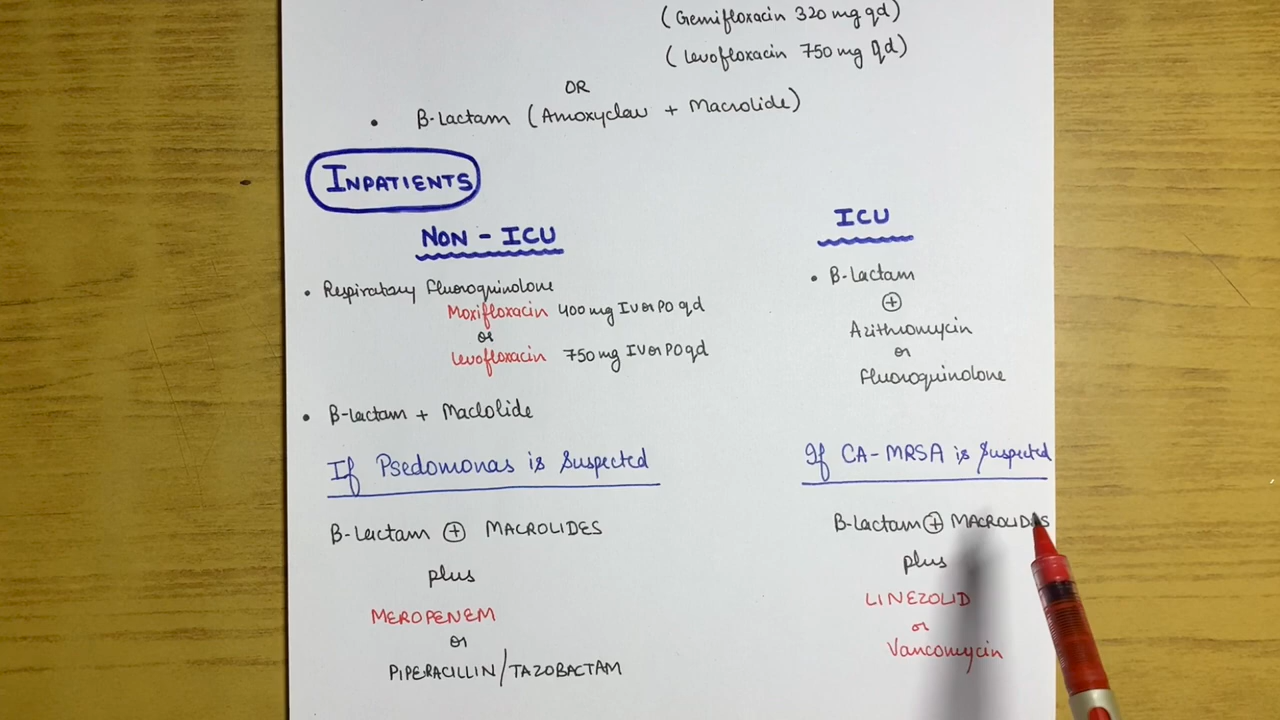 (Gemifloxacin 320 mg qd)
(Levofloxacin 750 mg qd)
OR
• B-Lactam (Amoxyclav + Macrolide)
INPATIENTS
NON - ICU
• Respiratory Fluoroquinolone
Moxifloxacin 400 mg IV or PO qd
or
Levofloxacin 750 mg IV or PO qd
• B-Lactam + Maclolide
If Psedomonas is Suspected
B-Lactam ⊕ MACROLIDES
plus
MEROPENEM
or
PIPERACILLIN/TAZOBACTAM
ICU
• B-Lactam
⊕
Azithromycin
or
Fluoroquinolone
If CA-MRSA is Suspected
B-Lactam ⊕ MACROLIDES
plus
LINEZOLID
or
Vancomycin